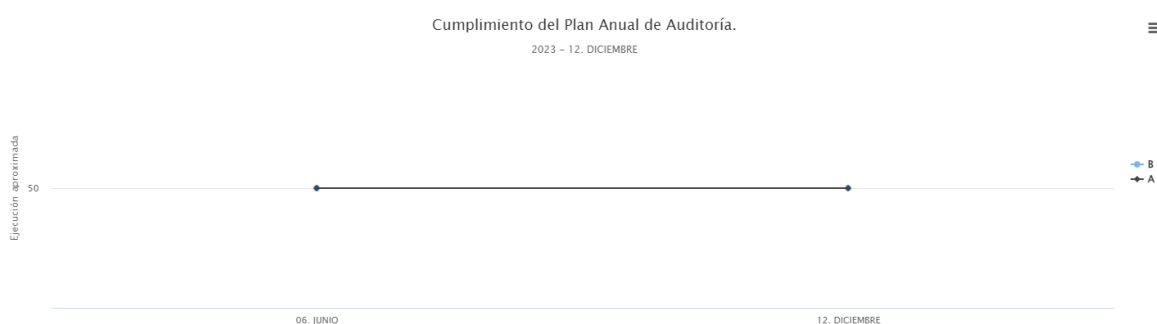 Cumplimiento del Plan Anual de Auditoría.
2023 - 12. DICIEMBRE
Ejecución aproximada
50
B
A
06. JUNIO
12. DICIEMBRE